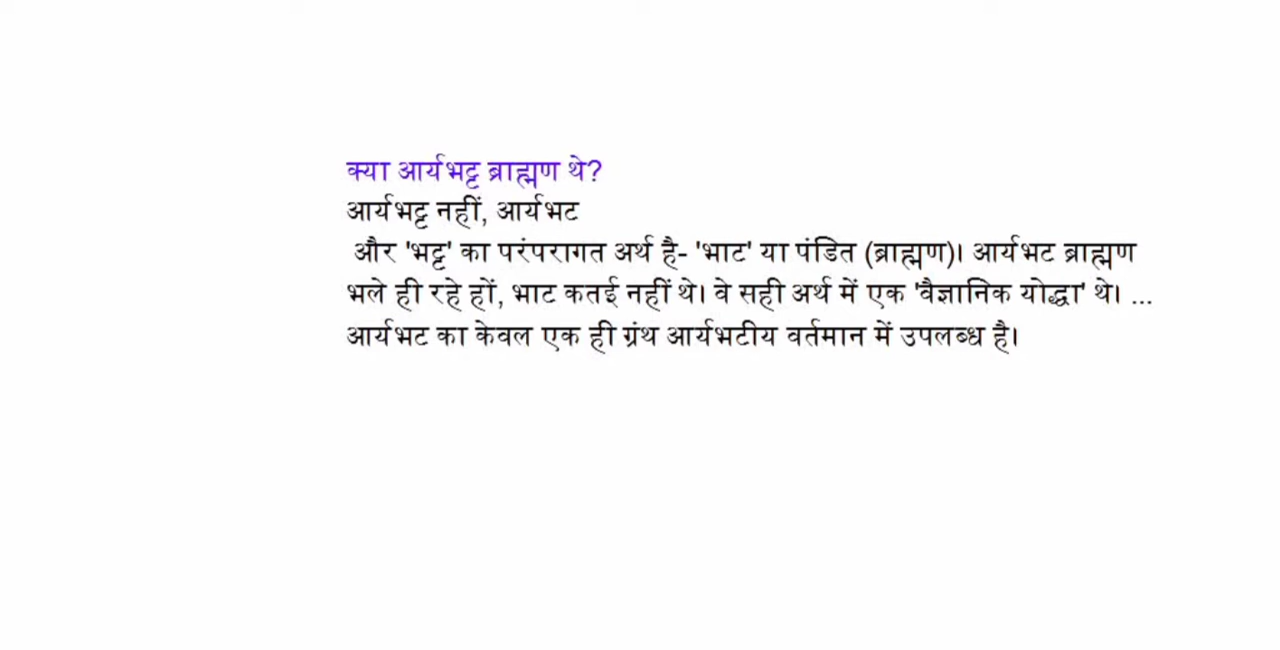 क्या आर्यभट्ट ब्राह्मण थे?
आर्यभट्ट नहीं, आर्यभट
और 'भट्ट' का परंपरागत अर्थ है- 'भाट' या पंडित (ब्राह्मण)। आर्यभट ब्राह्मण
भले ही रहे हों, भाट कतई नहीं थे। वे सही अर्थ में एक 'वैज्ञानिक योद्धा' थे। ...
आर्यभट का केवल एक ही ग्रंथ आर्यभटीय वर्तमान में उपलब्ध है।